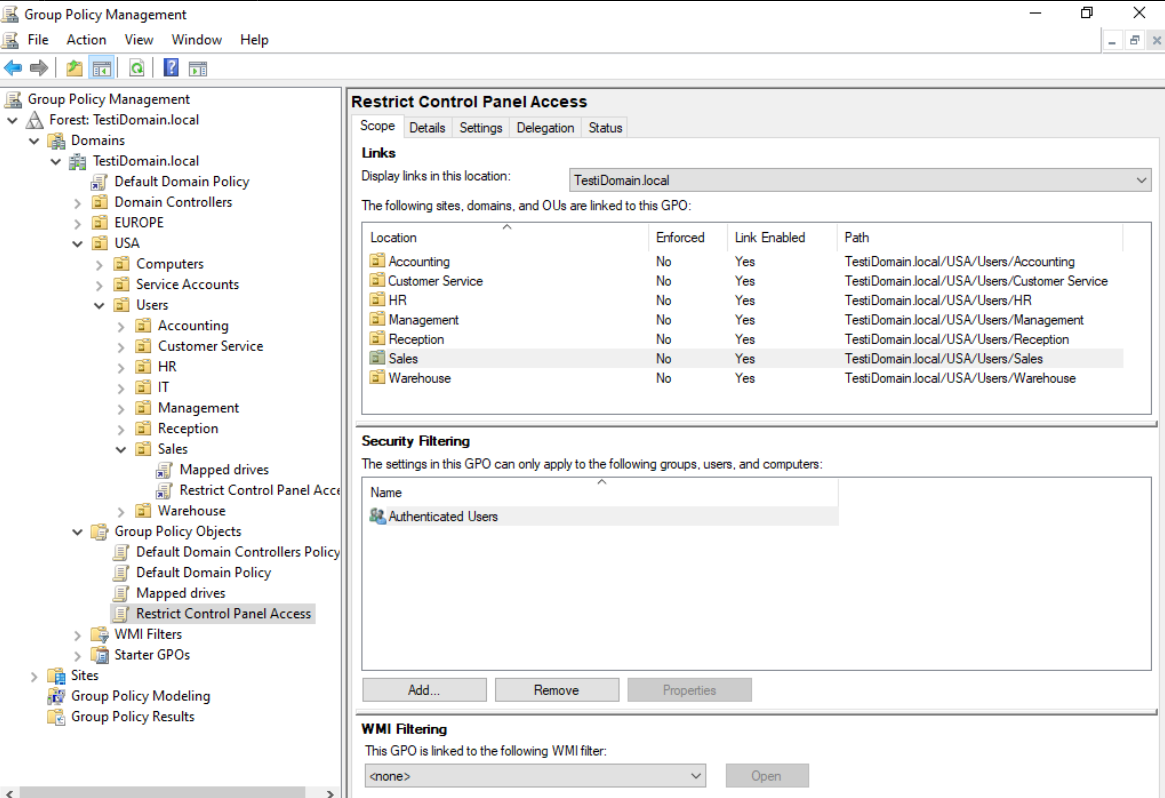 Group Policy Management
File Action View Window Help
Group Policy Management
Forest: TestiDomain.local
Domains
TestiDomain.local
Default Domain Policy
Domain Controllers
EUROPE
USA
Computers
Service Accounts
Users
Accounting
Customer Service
HR
IT
Management
Reception
Sales
Mapped drives
Restrict Control Panel Acce
Warehouse
Group Policy Objects
Default Domain Controllers Policy
Default Domain Policy
Mapped drives
Restrict Control Panel Access
WMI Filters
Starter GPOs
Sites
Group Policy Modeling
Group Policy Results
Restrict Control Panel Access
Scope Details Settings Delegation Status
Links
Display links in this location: TestiDomain.local
The following sites, domains, and OUs are linked to this GPO:
Location Enforced Link Enabled Path
Accounting No Yes TestiDomain.local/USA/Users/Accounting
Customer Service No Yes TestiDomain.local/USA/Users/Customer Service
HR No Yes TestiDomain.local/USA/Users/HR
Management No Yes TestiDomain.local/USA/Users/Management
Reception No Yes TestiDomain.local/USA/Users/Reception
Sales No Yes TestiDomain.local/USA/Users/Sales
Warehouse No Yes TestiDomain.local/USA/Users/Warehouse
Security Filtering
The settings in this GPO can only apply to the following groups, users, and computers:
Name
Authenticated Users
Add... Remove Properties
WMI Filtering
This GPO is linked to the following WMI filter:
<none> Open